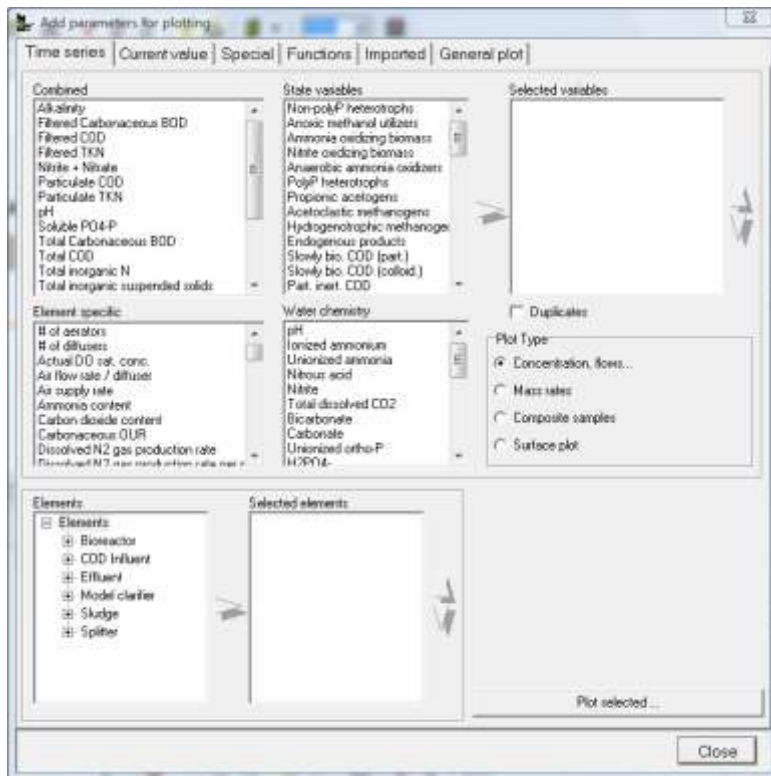 Add parameters for plotting
Time series Current value Special Functions Imported General plot
Combined
Alkalinity
Filtered Carbonaceous BOD
Filtered COD
Filtered TKN
Nitrite + Nitrate
Particulate COD
Particulate TKN
pH
Soluble PO4-P
Total Carbonaceous BOD
Total COD
Total inorganic N
Total inorganic suspended solids
State variables
Non-polyP heterotrophs
Anoxic methanol utilizers
Ammonia oxidizing biomass
Nitrite oxidizing biomass
Anaerobic ammonia oxidizers
PolyP heterotrophs
Propionic acetogens
Acetoclastic methanogens
Hydrogenotrophic methanoger
Endogenous products
Slowly bio. COD (part.)
Slowly bio. COD (colloid.)
Part. inert. COD
Selected variables
Element specific
# of aerators
# of diffusers
Actual DO sat. conc.
Air flow rate / diffuser
Air supply rate
Ammonia content
Carbon dioxide content
Carbonaceous OUR
Dissolved N2 gas production rate
Dissolved N2 gas production rate per
Water chemistry
pH
Ionized ammonium
Unionized ammonia
Nitrous acid
Nitrite
Total dissolved CO2
Bicarbonate
Carbonate
Unionized ortho-P
H2PO4-
Duplicates
Plot Type
Concentration, flows...
Mass rates
Composite samples
Surface plot
Elements
Elements
Bioreactor
COD Influent
Effluent
Model clarifier
Sludge
Splitter
Selected elements
Plot selected ...
Close